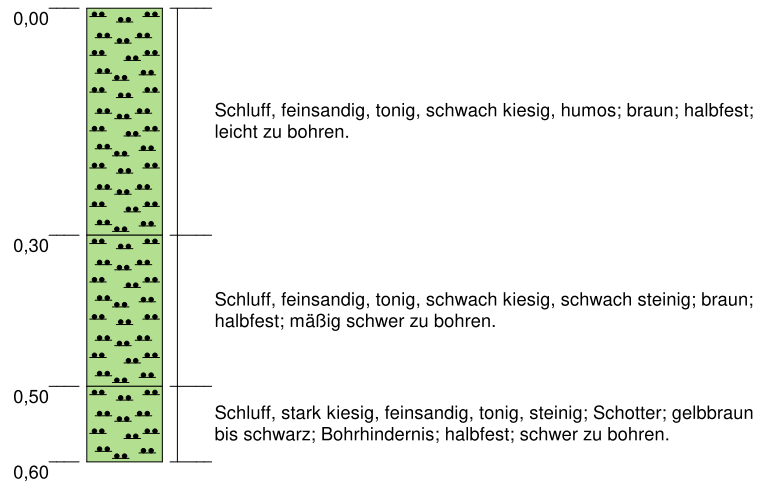 0,00
Schluff, feinsandig, tonig, schwach kiesig, humos; braun; halbfest;
leicht zu bohren.
0,30
Schluff, feinsandig, tonig, schwach kiesig, schwach steinig; braun;
halbfest; mäßig schwer zu bohren.
0,50
Schluff, stark kiesig, feinsandig, tonig, steinig; Schotter; gelbbraun
bis schwarz; Bohrhindernis; halbfest; schwer zu bohren.
0,60